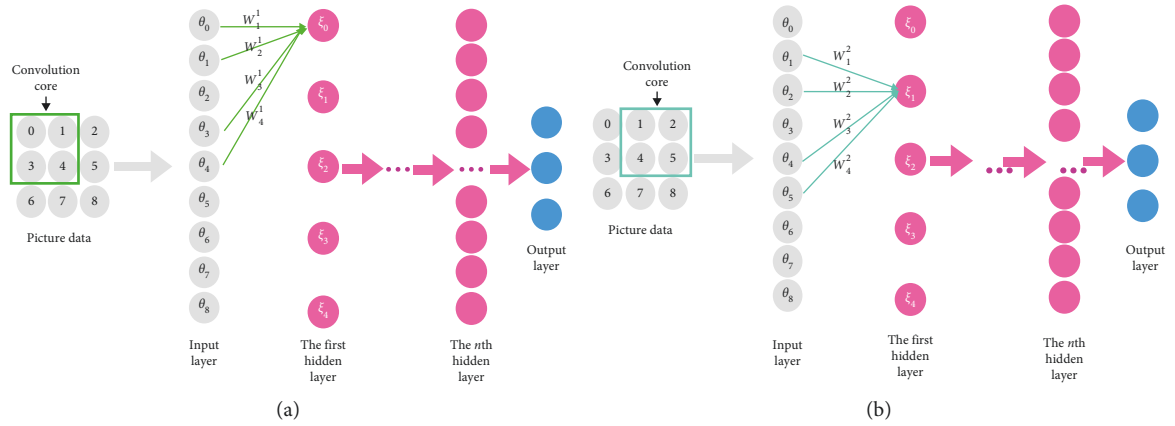 Convolution
core
0 1 2
3 4 5
6 7 8
Picture data
θ₀
θ₁
θ₂
θ₃
θ₄
θ₅
θ₆
θ₇
θ₈
Input
layer
W₁¹
W₂¹
W₃¹
W₄¹
ξ₀
ξ₁
ξ₂
ξ₃
ξ₄
The first
hidden
layer
The nth
hidden
layer
Output
layer
(a)
Convolution
core
0 1 2
3 4 5
6 7 8
Picture data
θ₀
θ₁
θ₂
θ₃
θ₄
θ₅
θ₆
θ₇
θ₈
Input
layer
W₁²
W₂²
W₃²
W₄²
ξ₀
ξ₁
ξ₂
ξ₃
ξ₄
The first
hidden
layer
The nth
hidden
layer
Output
layer
(b)